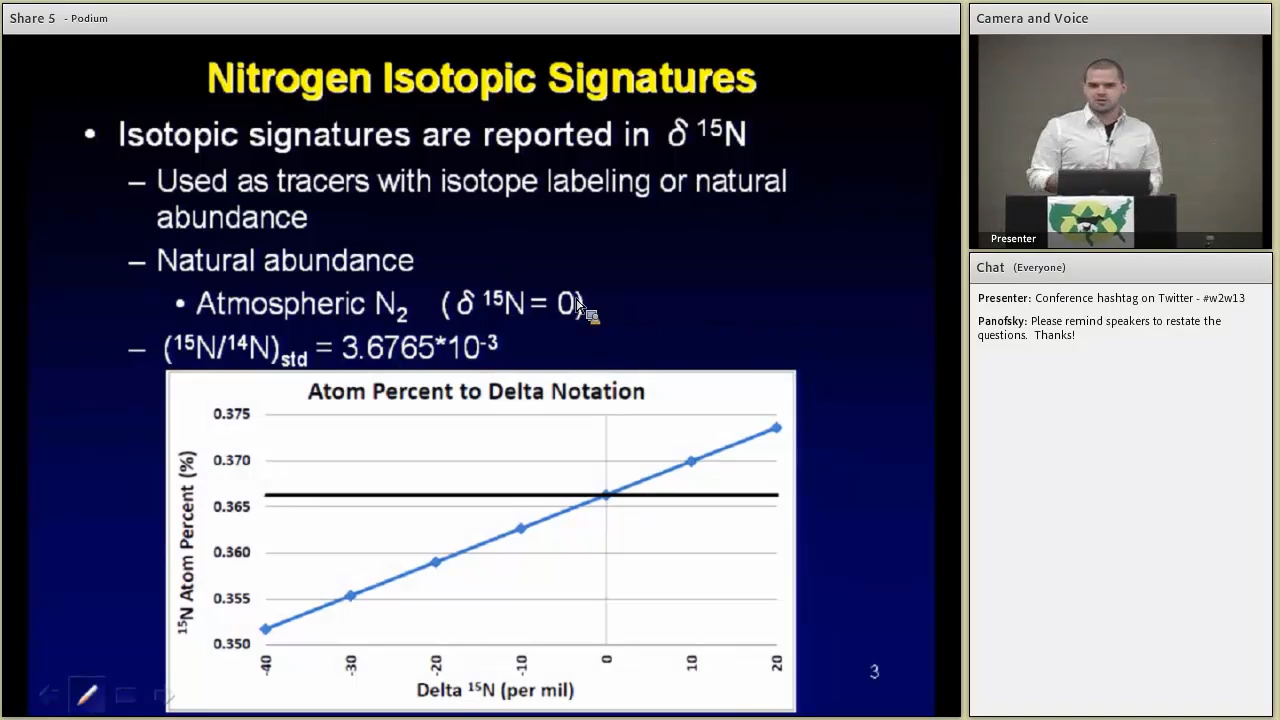 Share 5 - Podium
Nitrogen Isotopic Signatures
• Isotopic signatures are reported in δ ¹⁵N
– Used as tracers with isotope labeling or natural
abundance
– Natural abundance
• Atmospheric N₂ (δ ¹⁵N = 0)
– (¹⁵N/¹⁴N)std = 3.6765*10⁻³
Atom Percent to Delta Notation
¹⁵N Atom Percent (%)
0.375
0.370
0.365
0.360
0.355
0.350
-40 -30 -20 -10 0 10 20
Delta ¹⁵N (per mil)
3
Camera and Voice
Presenter
Chat (Everyone)
Presenter: Conference hashtag on Twitter - #w2w13
Panofsky: Please remind speakers to restate the
questions. Thanks!